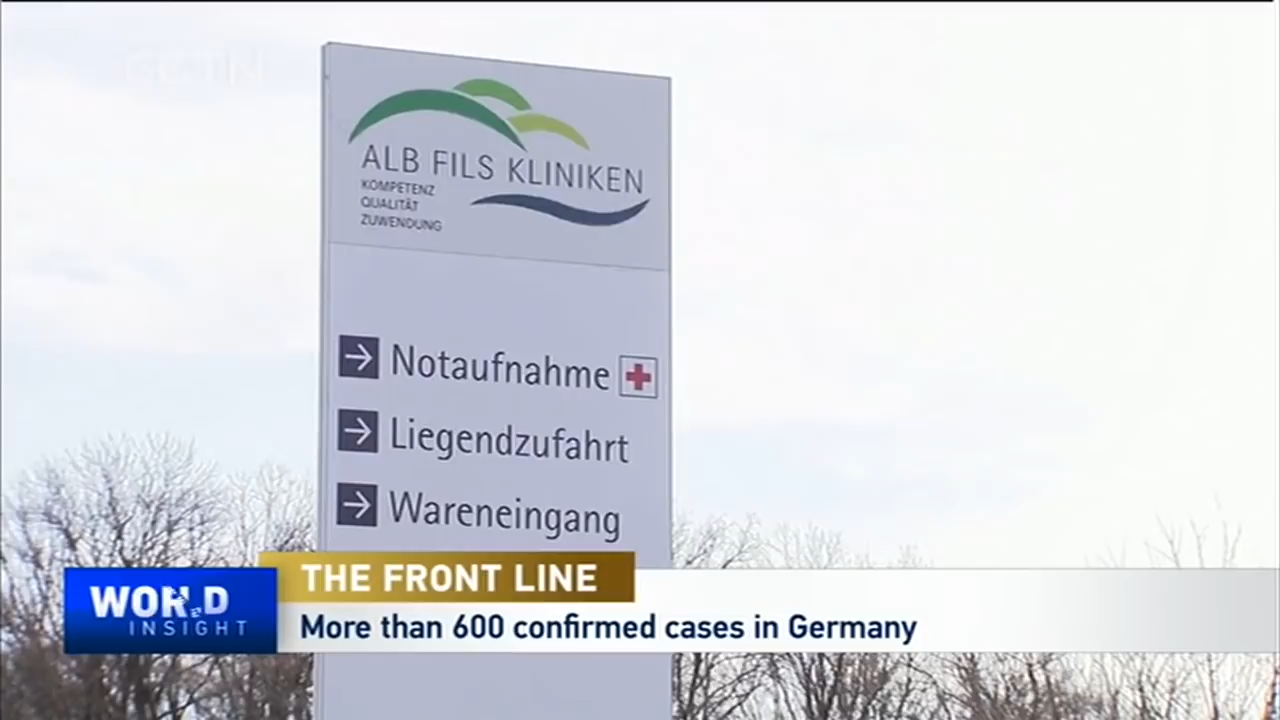 CGTN
ALB FILS KLINIKEN
KOMPETENZ
QUALITÄT
ZUWENDUNG
Notaufnahme
Liegendzufahrt
Wareneingang
THE FRONT LINE
WORLD
INSIGHT
More than 600 confirmed cases in Germany